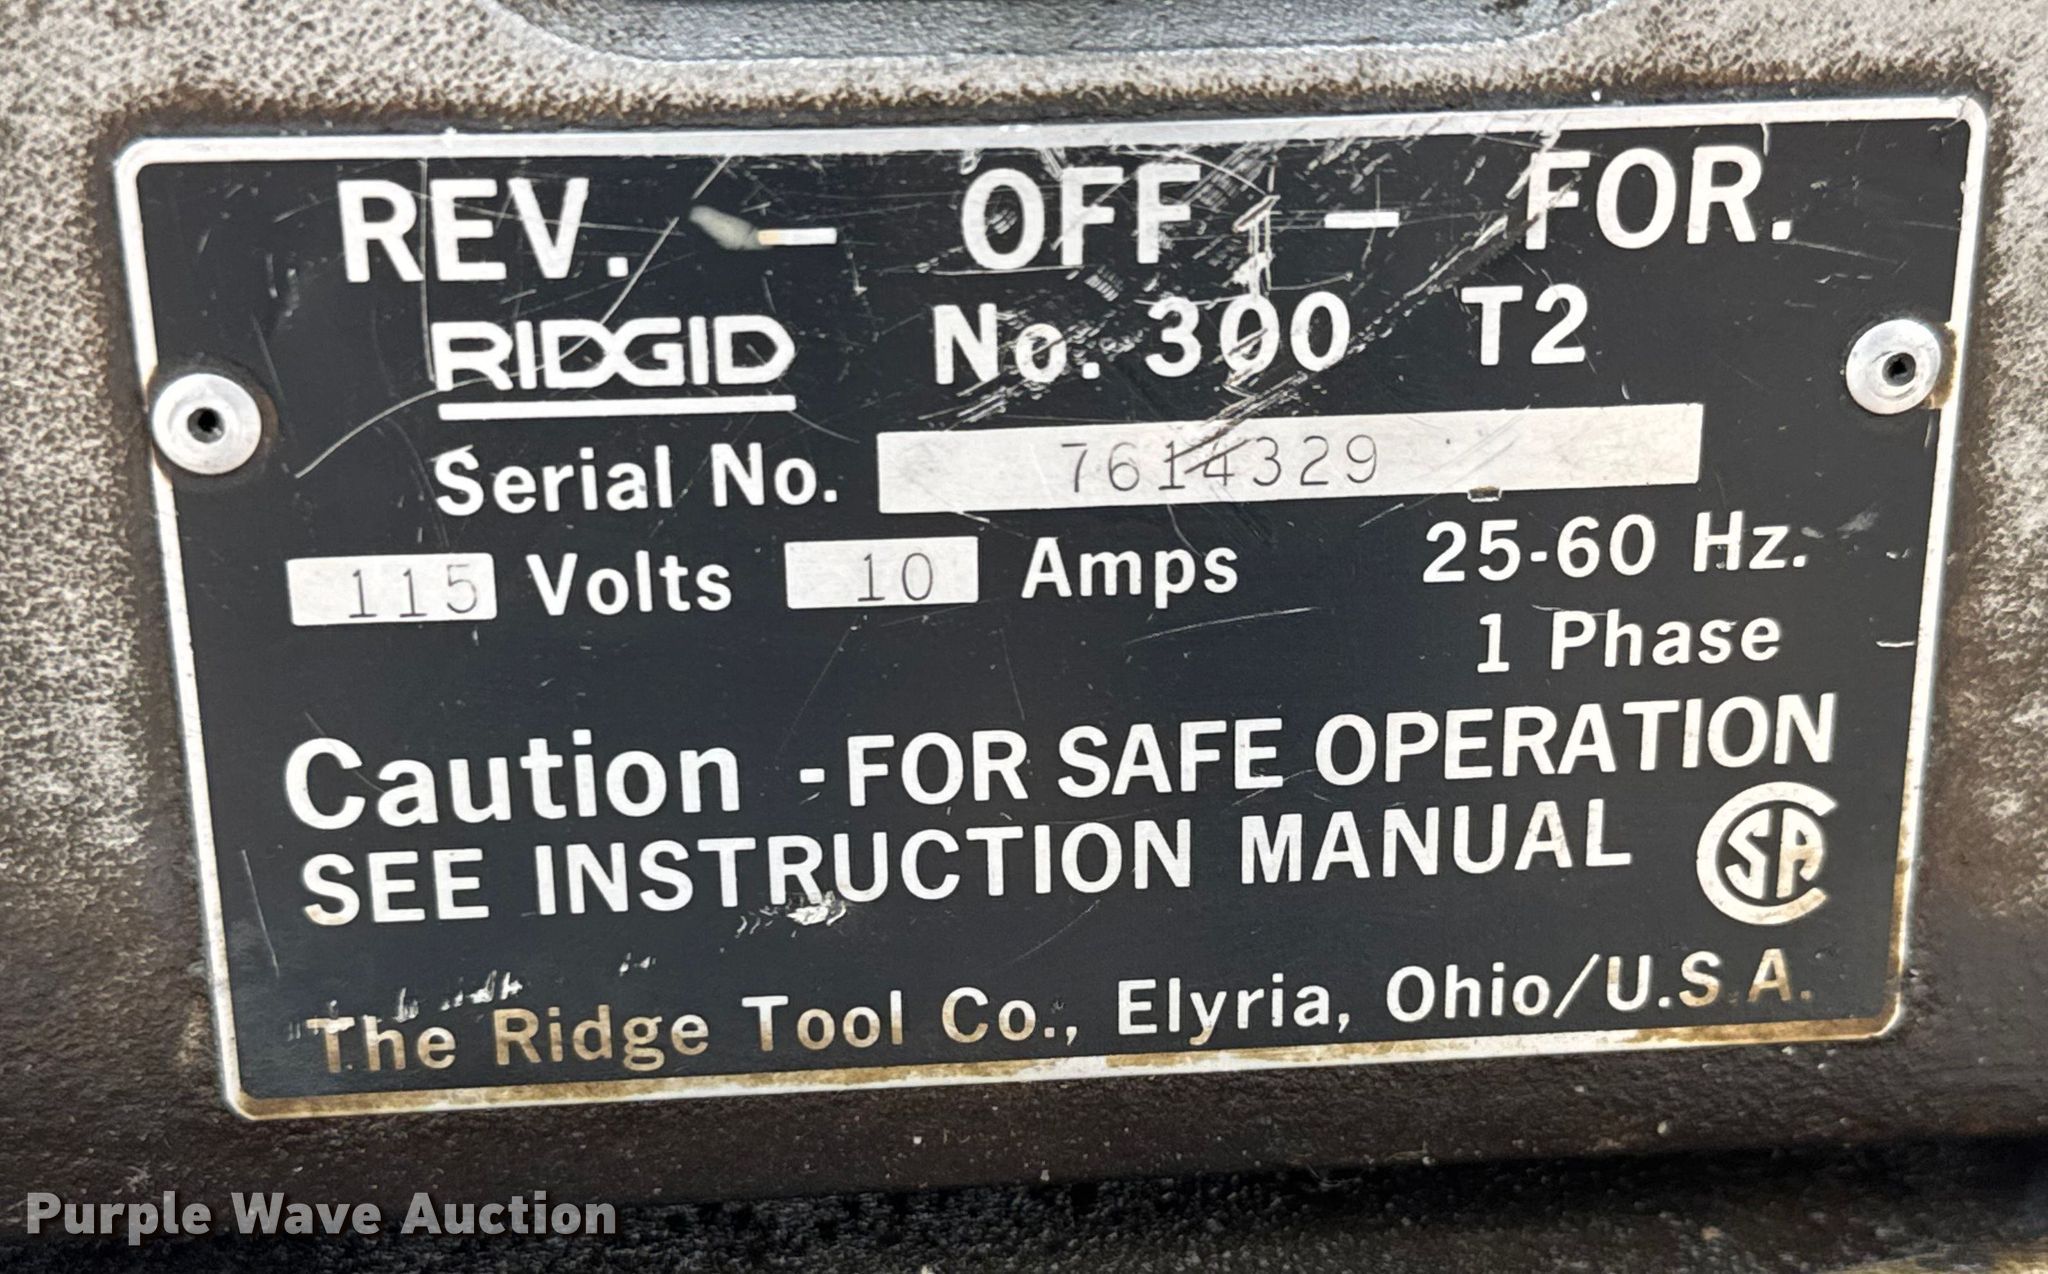 REV. - OFF - FOR.
RIDGID No. 300 T2
Serial No. 7614329
115 Volts 10 Amps 25-60 Hz.
1 Phase
Caution - FOR SAFE OPERATION
SEE INSTRUCTION MANUAL CSA
The Ridge Tool Co., Elyria, Ohio/U.S.A.
Purple Wave Auction